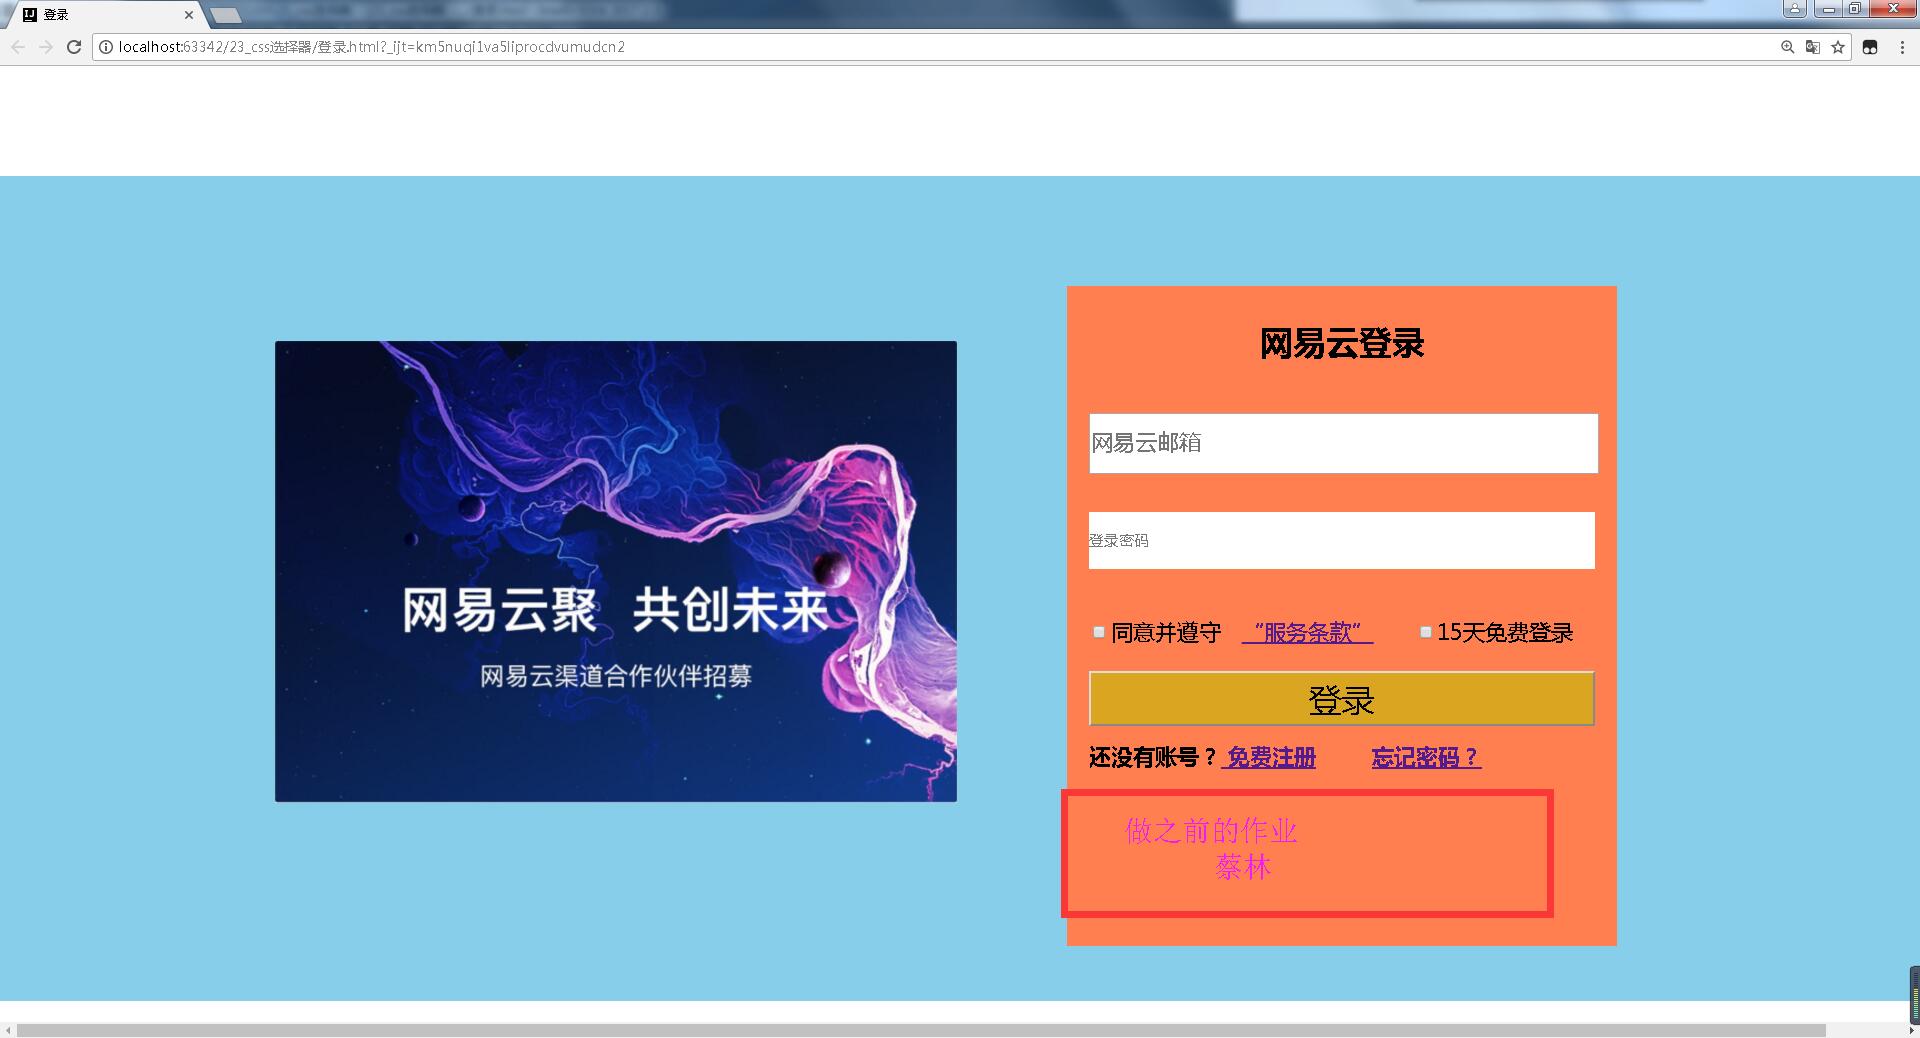 登录
localhost:63342/23_css选择器/登录.html?_ijt=km5nuqi1va5liprocdvumudcn2
网易云聚 共创未来
网易云渠道合作伙伴招募
网易云登录
网易云邮箱
登录密码
同意并遵守 “服务条款” 15天免费登录
登录
还没有账号？ 免费注册 忘记密码？
做之前的作业
蔡林